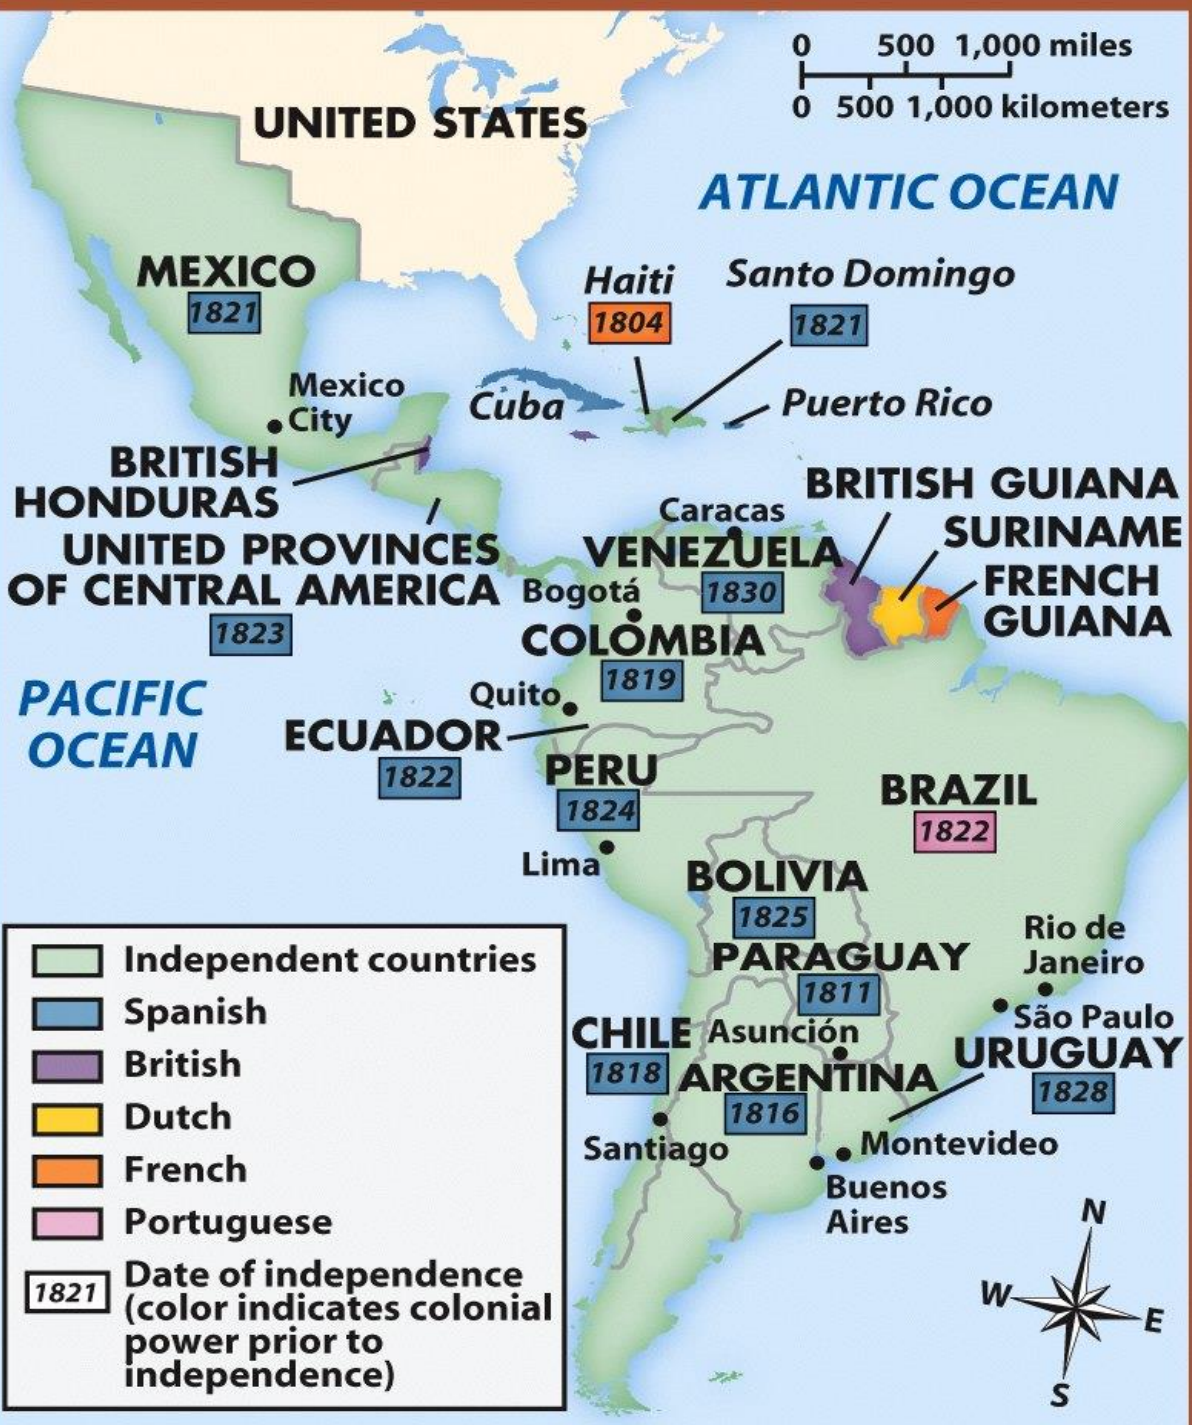 0 500 1,000 miles
0 500 1,000 kilometers
UNITED STATES
ATLANTIC OCEAN
MEXICO
1821
Haiti
1804
Santo Domingo
1821
Mexico
City
Cuba
Puerto Rico
BRITISH
HONDURAS
UNITED PROVINCES
OF CENTRAL AMERICA
1823
Caracas
VENEZUELA
1830
BRITISH GUIANA
SURINAME
FRENCH
GUIANA
Bogotá
COLOMBIA
1819
PACIFIC
OCEAN
Quito
ECUADOR
1822
PERU
1824
Lima
BRAZIL
1822
BOLIVIA
1825
PARAGUAY
1811
Rio de
Janeiro
São Paulo
CHILE
1818
Asunción
URUGUAY
1828
ARGENTINA
1816
Santiago
Montevideo
Buenos
Aires
Independent countries
Spanish
British
Dutch
French
Portuguese
1821
Date of independence
(color indicates colonial
power prior to
independence)
N
W
E
S